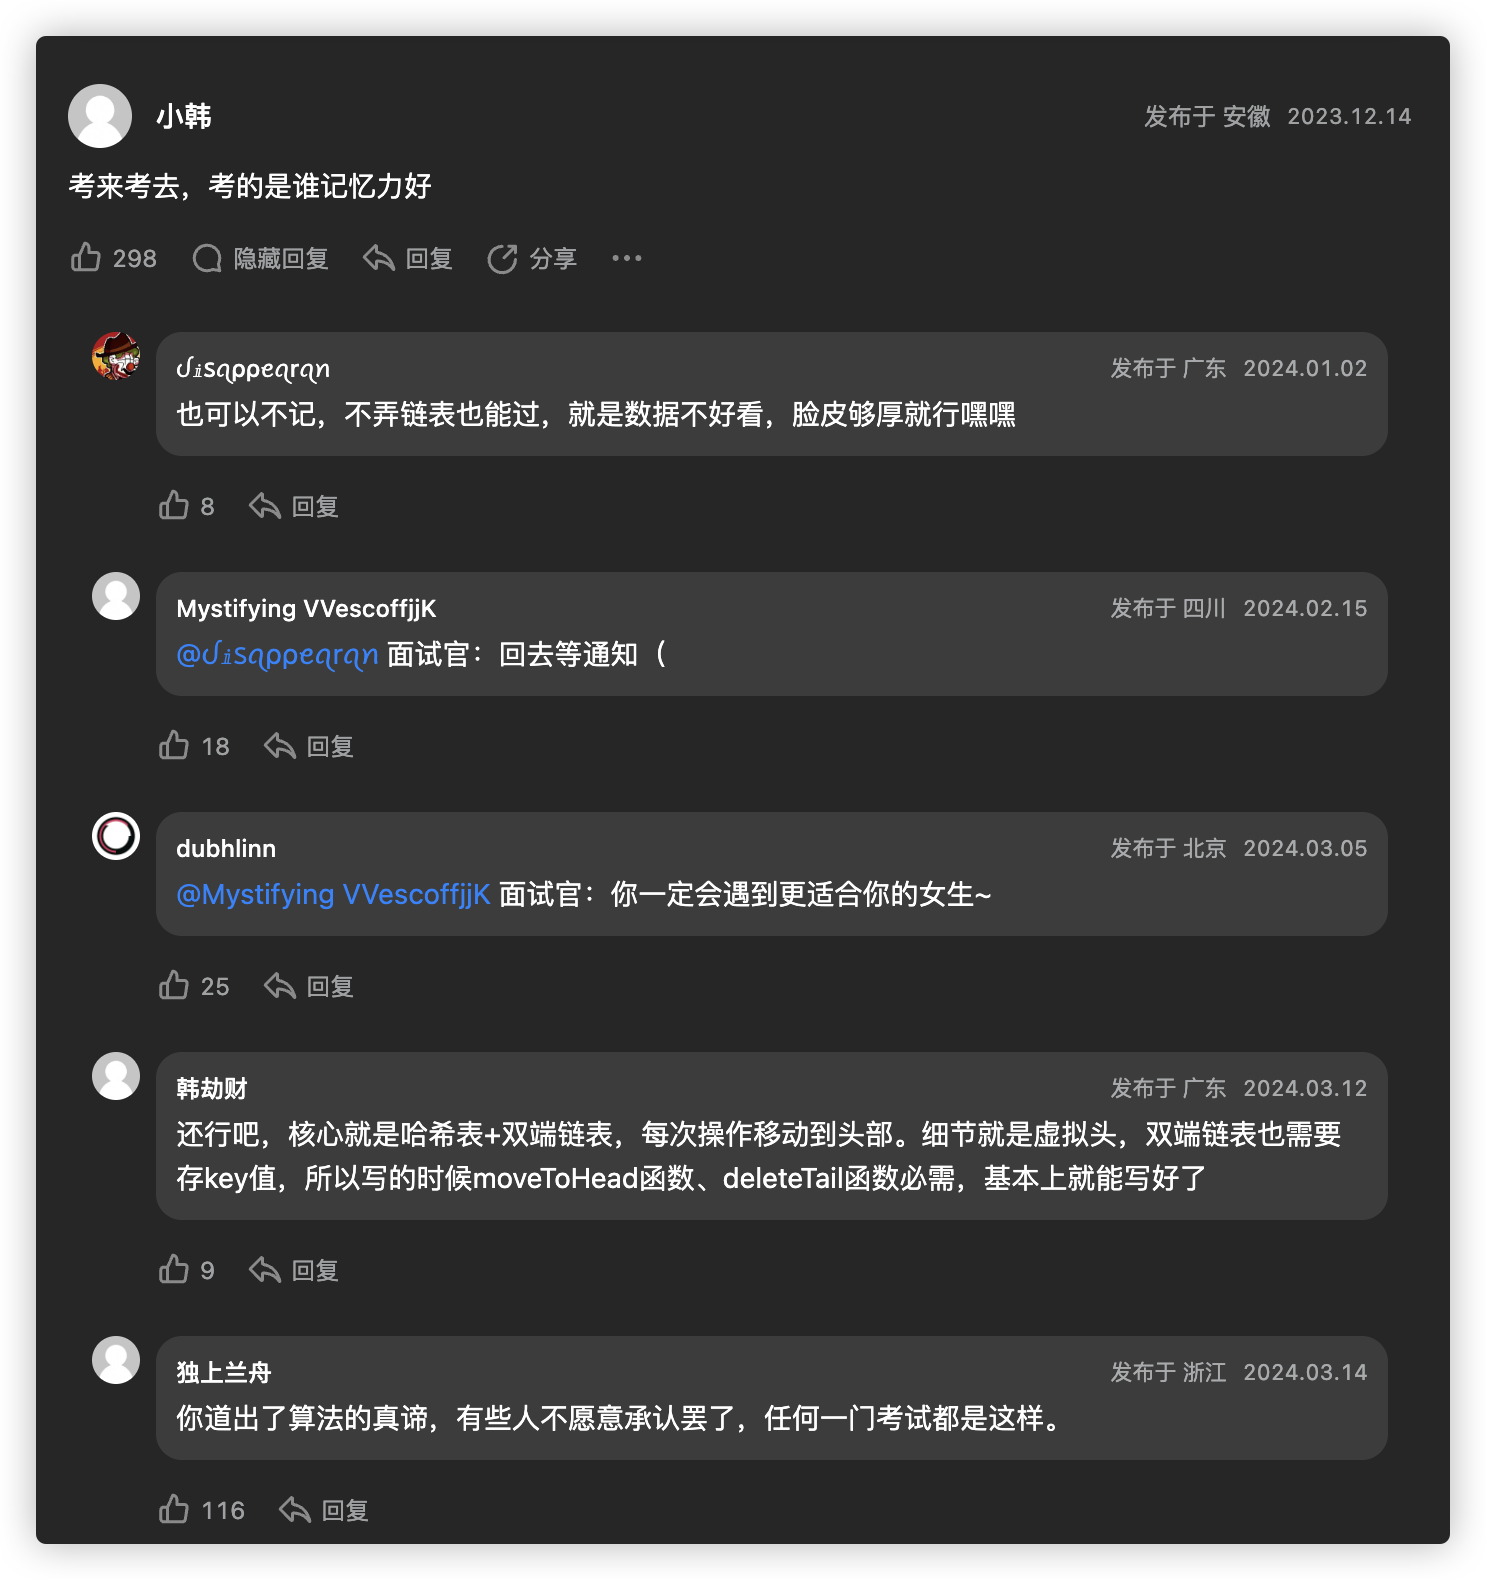 小韩 发布于 安徽 2023.12.14
考来考去，考的是谁记忆力好
298 隐藏回复 回复 分享 ···
ᦔꪱsɋρρҽɋrɋn 发布于 广东 2024.01.02
也可以不记，不弄链表也能过，就是数据不好看，脸皮够厚就行嘿嘿
8 回复
Mystifying VVescoffjjK 发布于 四川 2024.02.15
@ᦔꪱsɋρρҽɋrɋn 面试官：回去等通知（
18 回复
dubhlinn 发布于 北京 2024.03.05
@Mystifying VVescoffjjK 面试官：你一定会遇到更适合你的女生~
25 回复
韩劫财 发布于 广东 2024.03.12
还行吧，核心就是哈希表+双端链表，每次操作移动到头部。细节就是虚拟头，双端链表也需要
存key值，所以写的时候moveToHead函数、deleteTail函数必需，基本上就能写好了
9 回复
独上兰舟 发布于 浙江 2024.03.14
你道出了算法的真谛，有些人不愿意承认罢了，任何一门考试都是这样。
116 回复